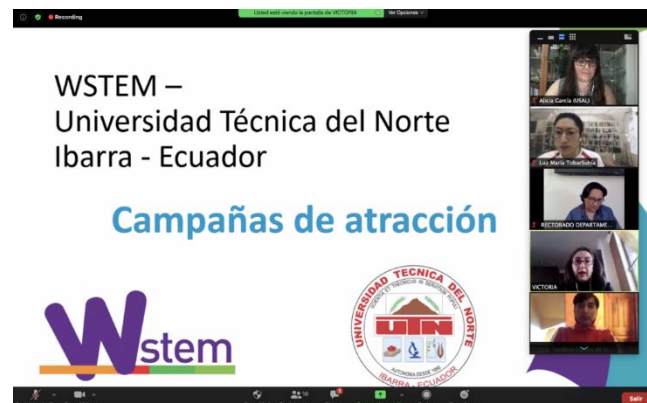 Recording
Usted está viendo la pantalla de VICTORIA
Ver Opciones
WSTEM –
Universidad Técnica del Norte
Ibarra - Ecuador
Campañas de atracción
Wstem
UNIVERSIDAD TECNICA DEL NORTE
UTN
IBARRA - ECUADOR
Alicia García (USAL)
Luz María TobarSubía
RECTOBADO DEPARTAME...
VICTORIA
Salir